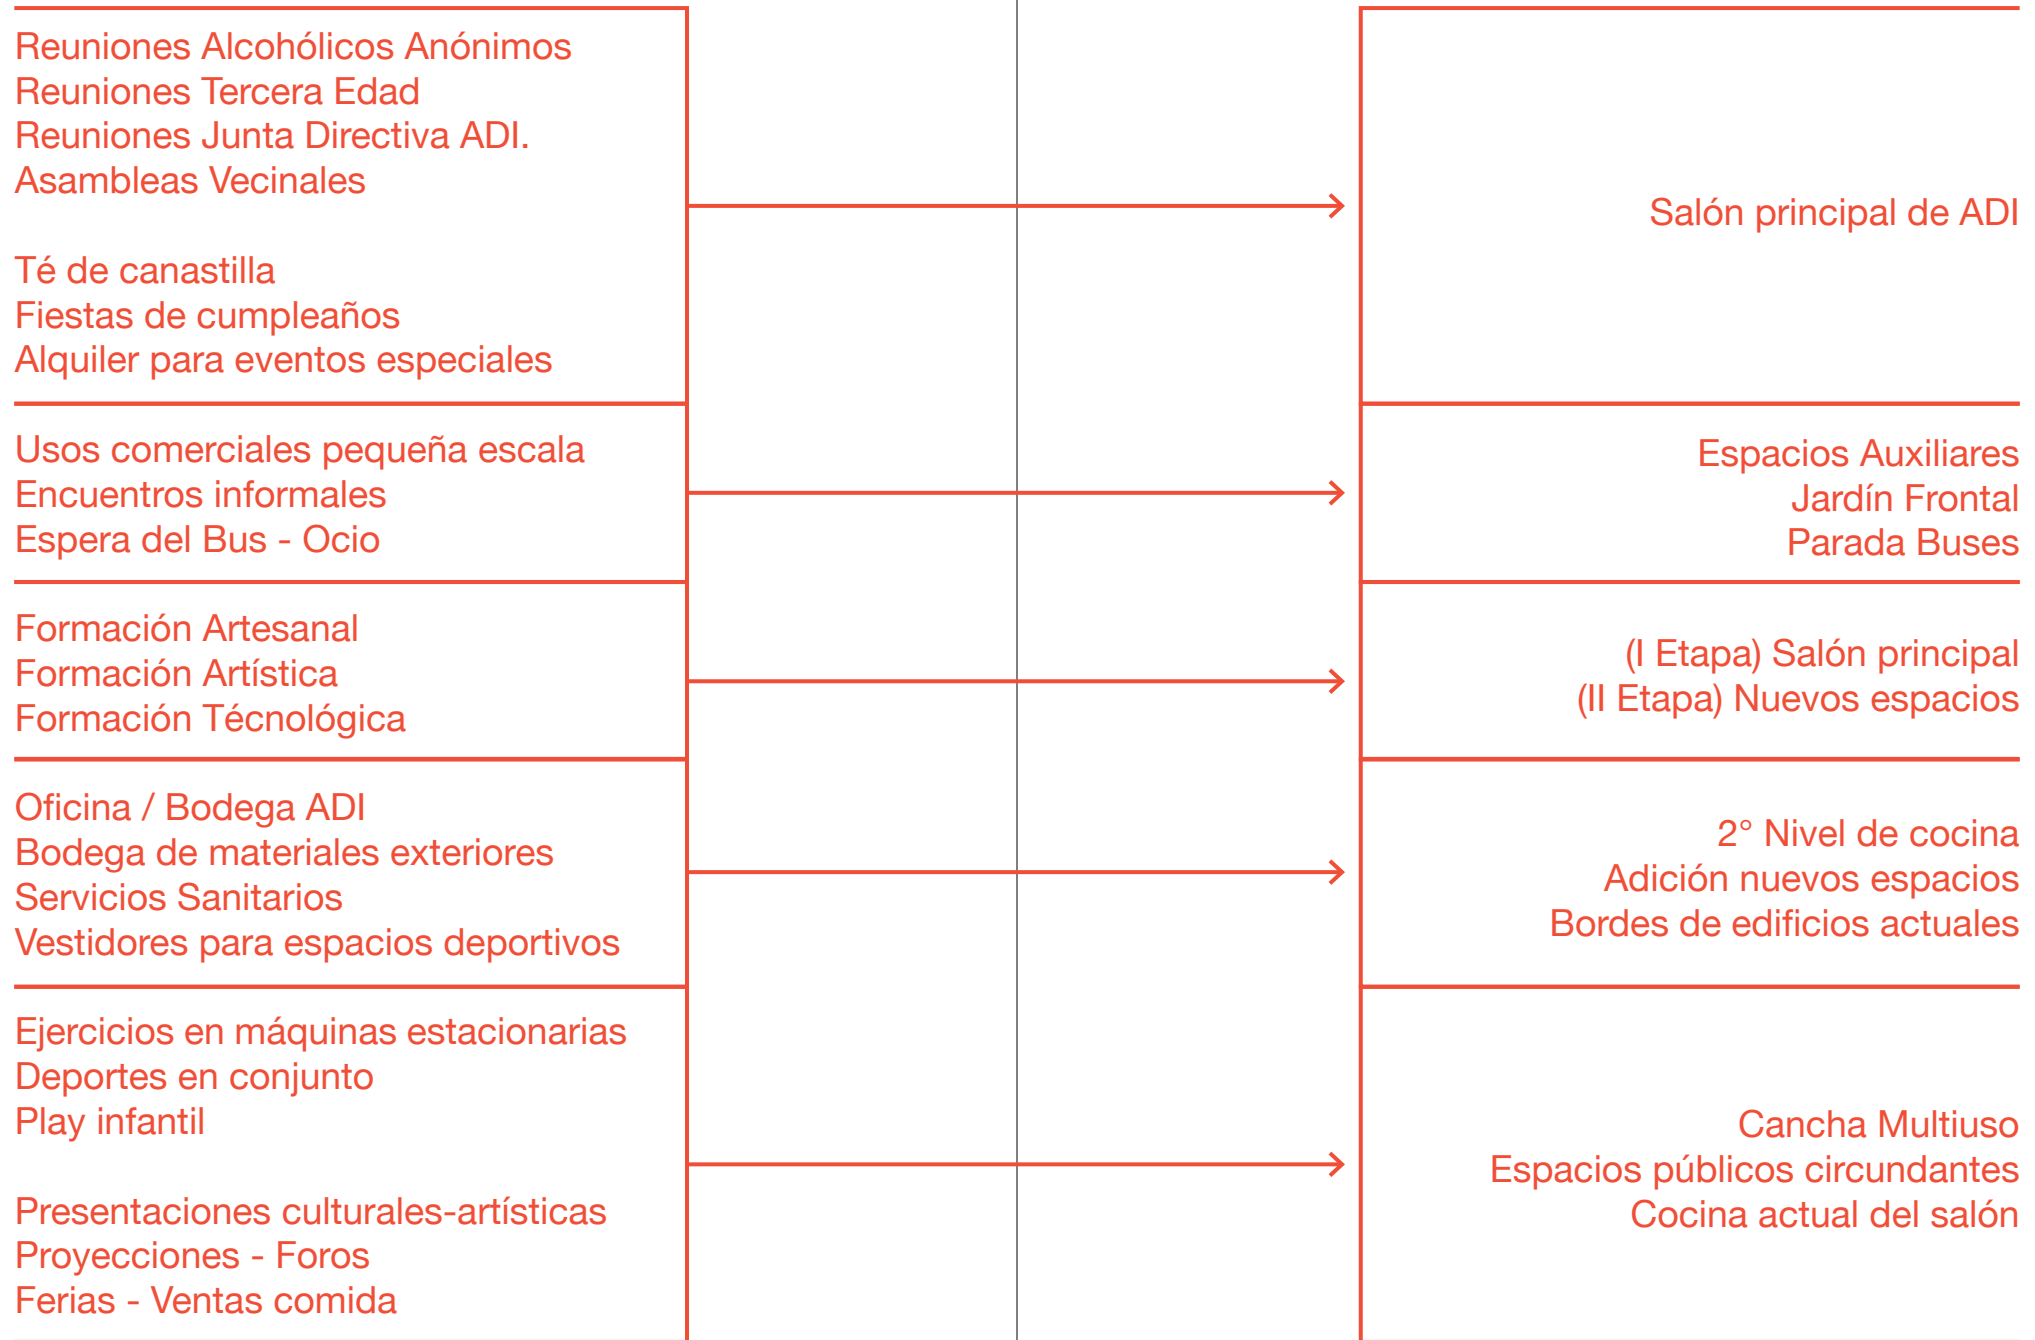 Reuniones Alcohólicos Anónimos
Reuniones Tercera Edad
Reuniones Junta Directiva ADI.
Asambleas Vecinales
Té de canastilla
Fiestas de cumpleaños
Alquiler para eventos especiales
Salón principal de ADI
Usos comerciales pequeña escala
Encuentros informales
Espera del Bus - Ocio
Espacios Auxiliares
Jardín Frontal
Parada Buses
Formación Artesanal
Formación Artística
Formación Técnológica
(I Etapa) Salón principal
(II Etapa) Nuevos espacios
Oficina / Bodega ADI
Bodega de materiales exteriores
Servicios Sanitarios
Vestidores para espacios deportivos
2° Nivel de cocina
Adición nuevos espacios
Bordes de edificios actuales
Ejercicios en máquinas estacionarias
Deportes en conjunto
Play infantil
Presentaciones culturales-artísticas
Proyecciones - Foros
Ferias - Ventas comida
Cancha Multiuso
Espacios públicos circundantes
Cocina actual del salón